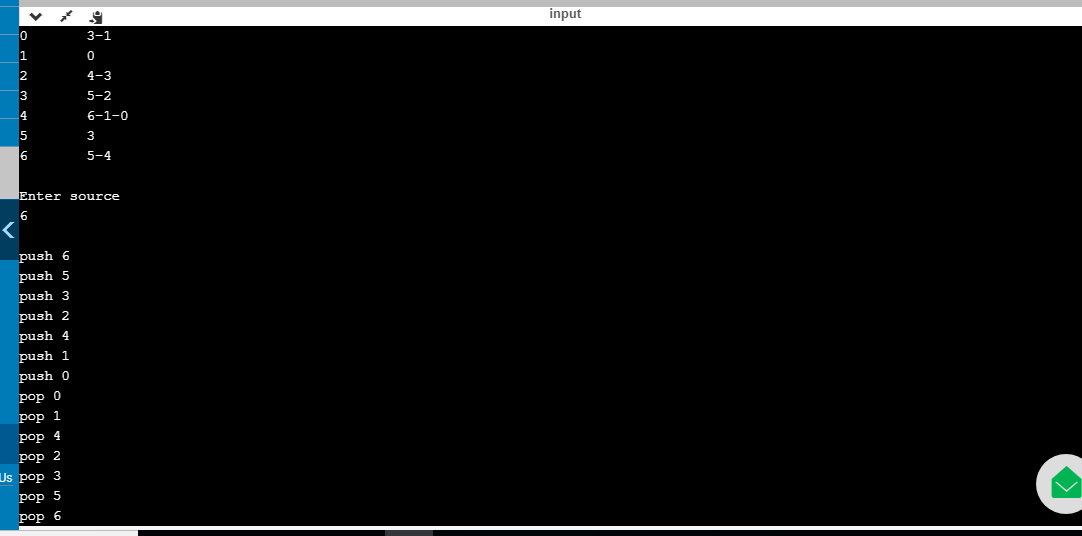 input
0 3-1
1 0
2 4-3
3 5-2
4 6-1-0
5 3
6 5-4
Enter source
6
push 6
push 5
push 3
push 2
push 4
push 1
push 0
pop 0
pop 1
pop 4
pop 2
Us
pop 3
pop 5
pop 6